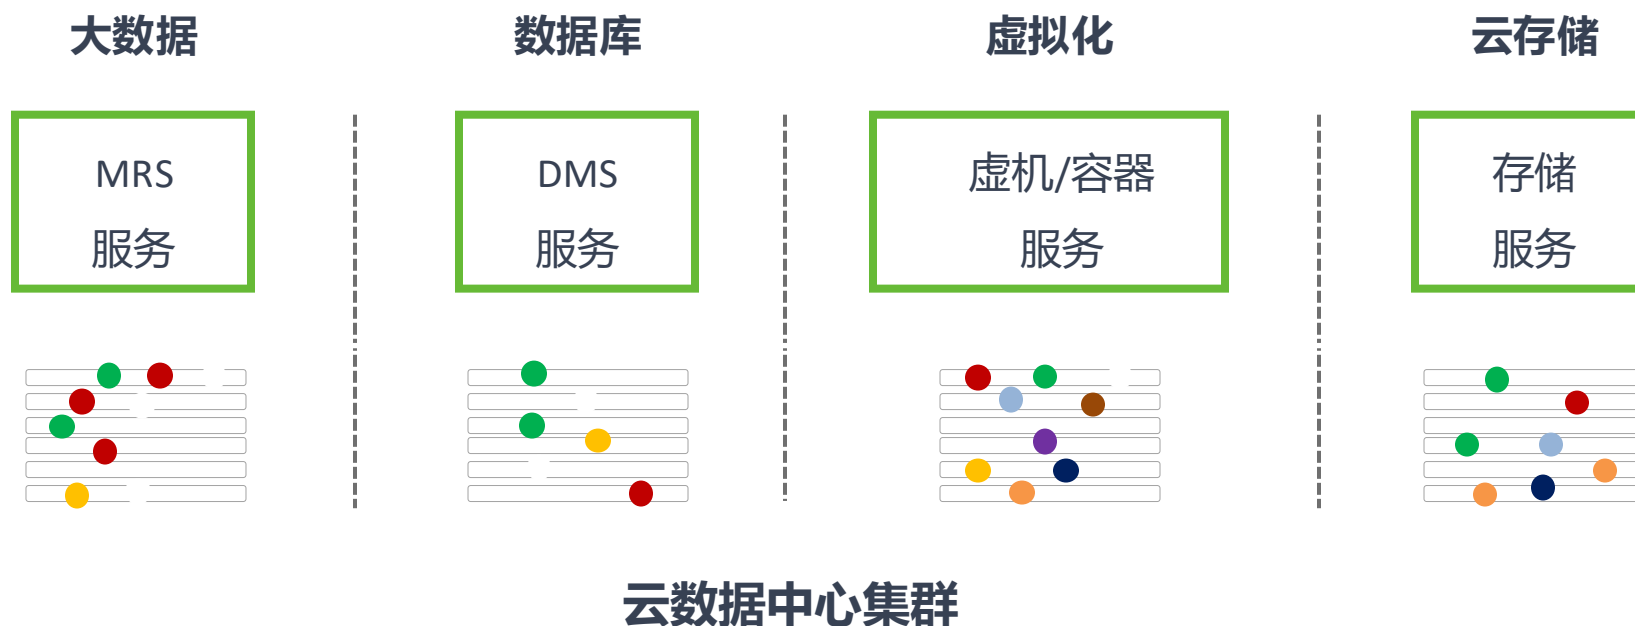 大数据
数据库
虚拟化
云存储
MRS
服务
DMS
服务
虚机/容器
服务
存储
服务
云数据中心集群